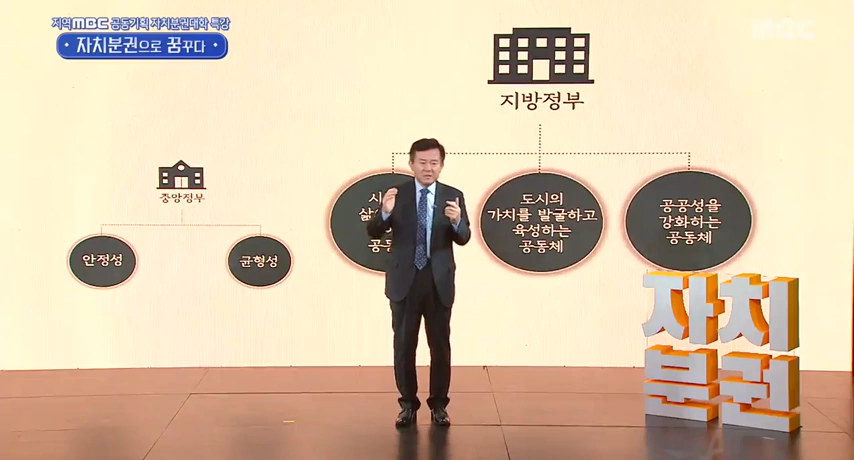 지역MBC 공동기획 자치분권대학 특강
자치분권으로 꿈꾸다
MBC
지방정부
중앙정부
안정성
균형성
도시의
가치를 발굴하고
육성하는
공동체
공공성을
강화하는
공동체
자치
분권